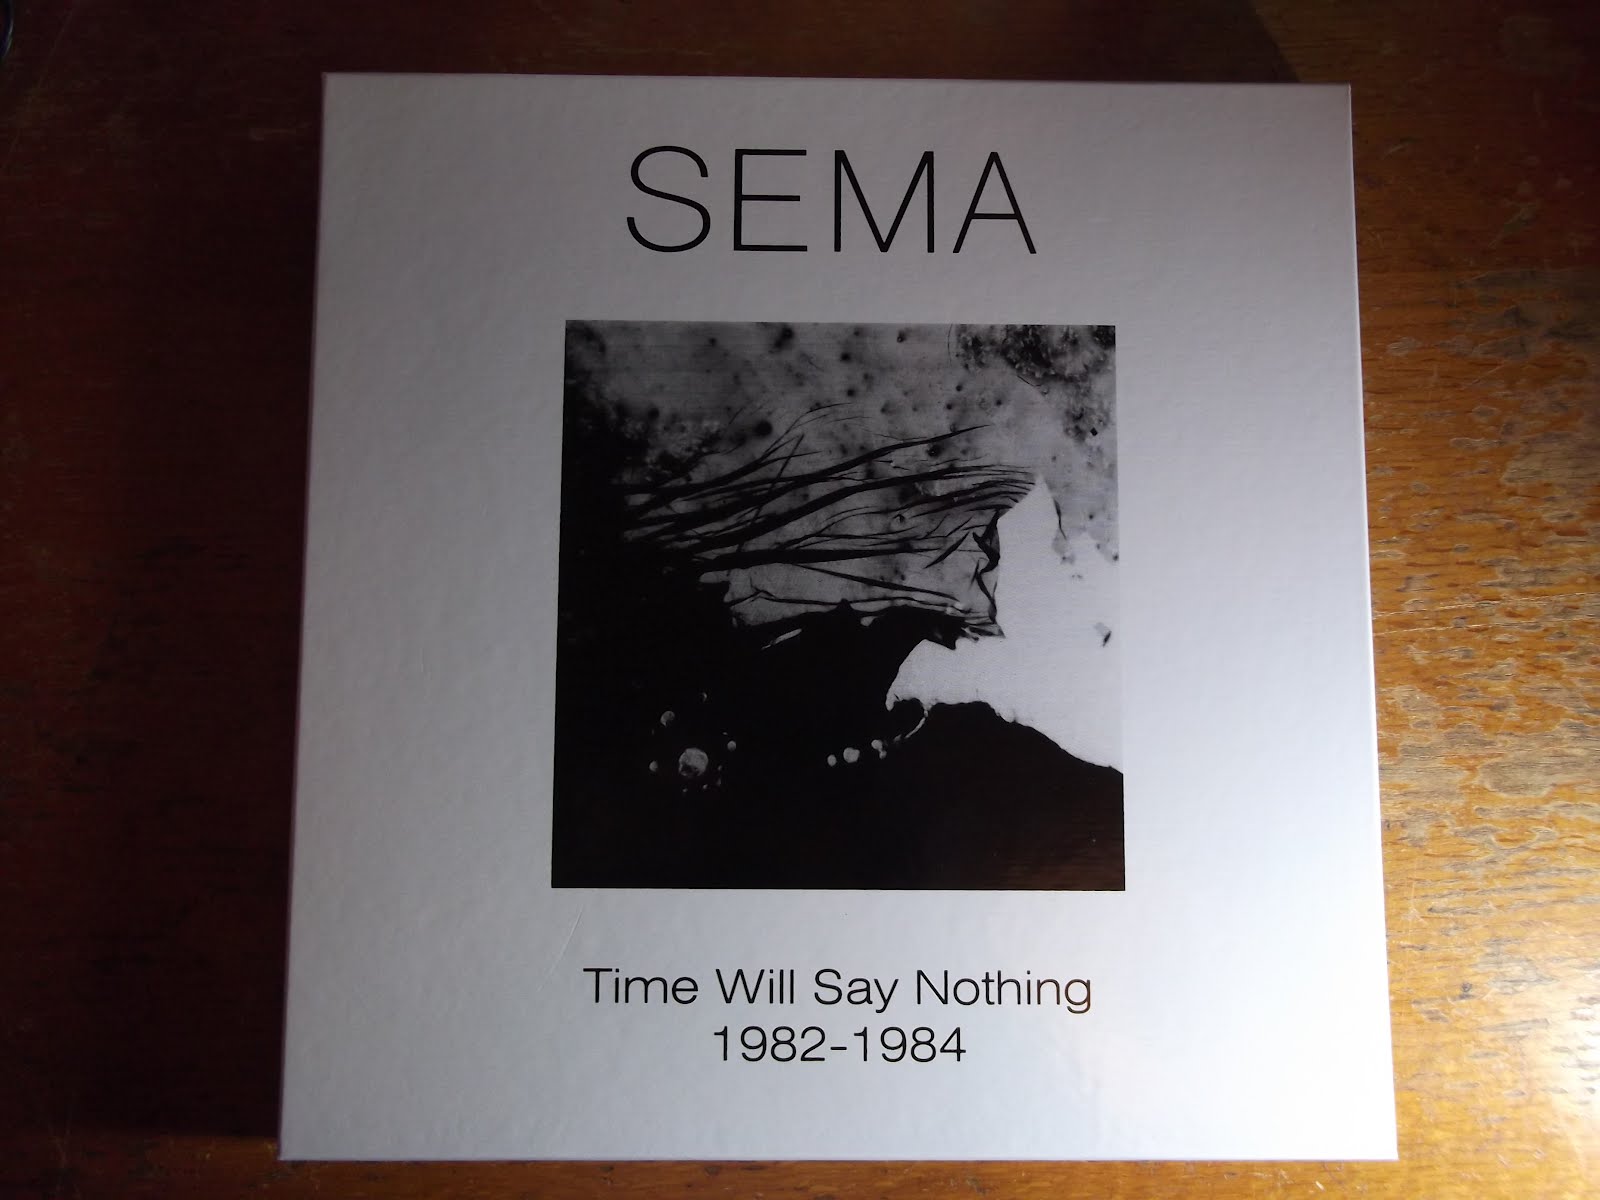 SEMA
Time Will Say Nothing
1982-1984